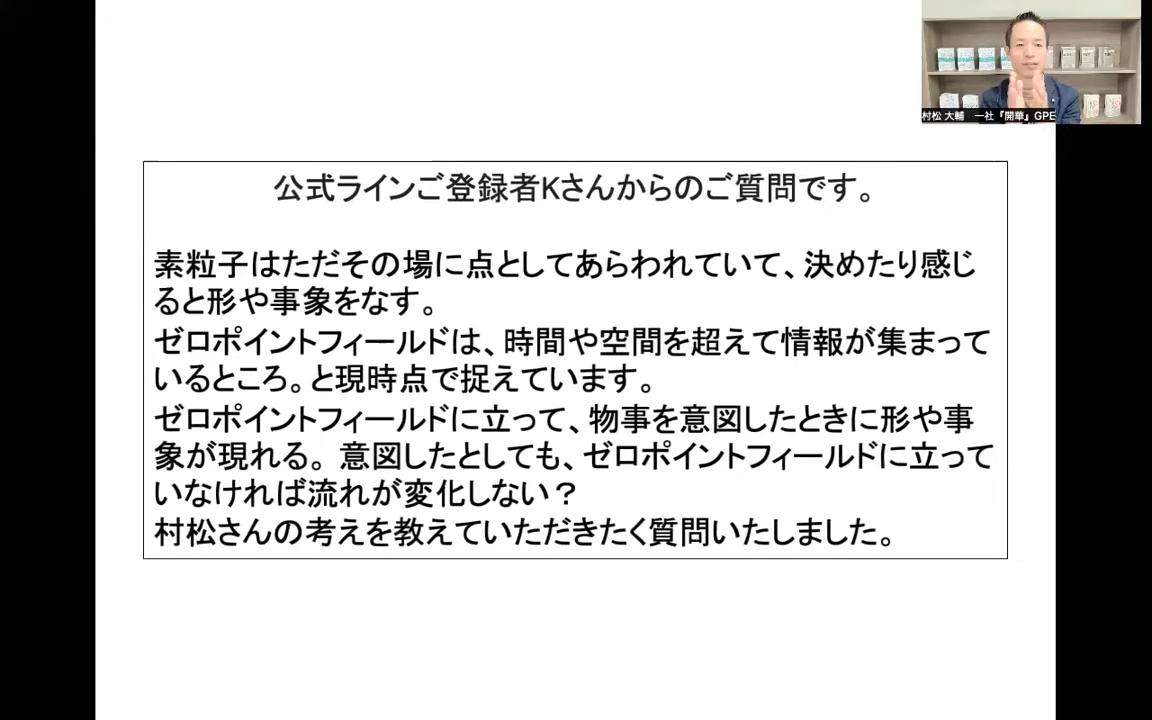 村松 大輔　一社『開華』GPE
公式ラインご登録者Kさんからのご質問です。
素粒子はただその場に点としてあらわれていて、決めたり感じ
ると形や事象をなす。
ゼロポイントフィールドは、時間や空間を超えて情報が集まって
いるところ。と現時点で捉えています。
ゼロポイントフィールドに立って、物事を意図したときに形や事
象が現れる。意図したとしても、ゼロポイントフィールドに立って
いなければ流れが変化しない？
村松さんの考えを教えていただきたく質問いたしました。